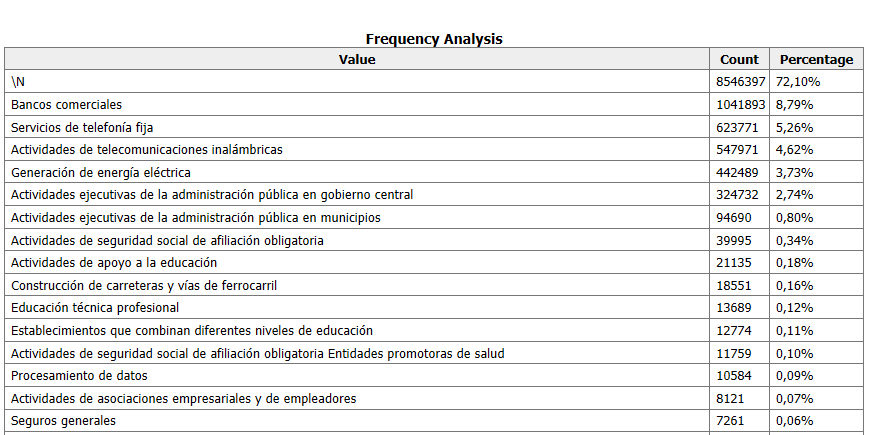 Frequency Analysis
Value Count Percentage
\N 8546397 72,10%
Bancos comerciales 1041893 8,79%
Servicios de telefonía fija 623771 5,26%
Actividades de telecomunicaciones inalámbricas 547971 4,62%
Generación de energía eléctrica 442489 3,73%
Actividades ejecutivas de la administración pública en gobierno central 324732 2,74%
Actividades ejecutivas de la administración pública en municipios 94690 0,80%
Actividades de seguridad social de afiliación obligatoria 39995 0,34%
Actividades de apoyo a la educación 21135 0,18%
Construcción de carreteras y vías de ferrocarril 18551 0,16%
Educación técnica profesional 13689 0,12%
Establecimientos que combinan diferentes niveles de educación 12774 0,11%
Actividades de seguridad social de afiliación obligatoria Entidades promotoras de salud 11759 0,10%
Procesamiento de datos 10584 0,09%
Actividades de asociaciones empresariales y de empleadores 8121 0,07%
Seguros generales 7261 0,06%